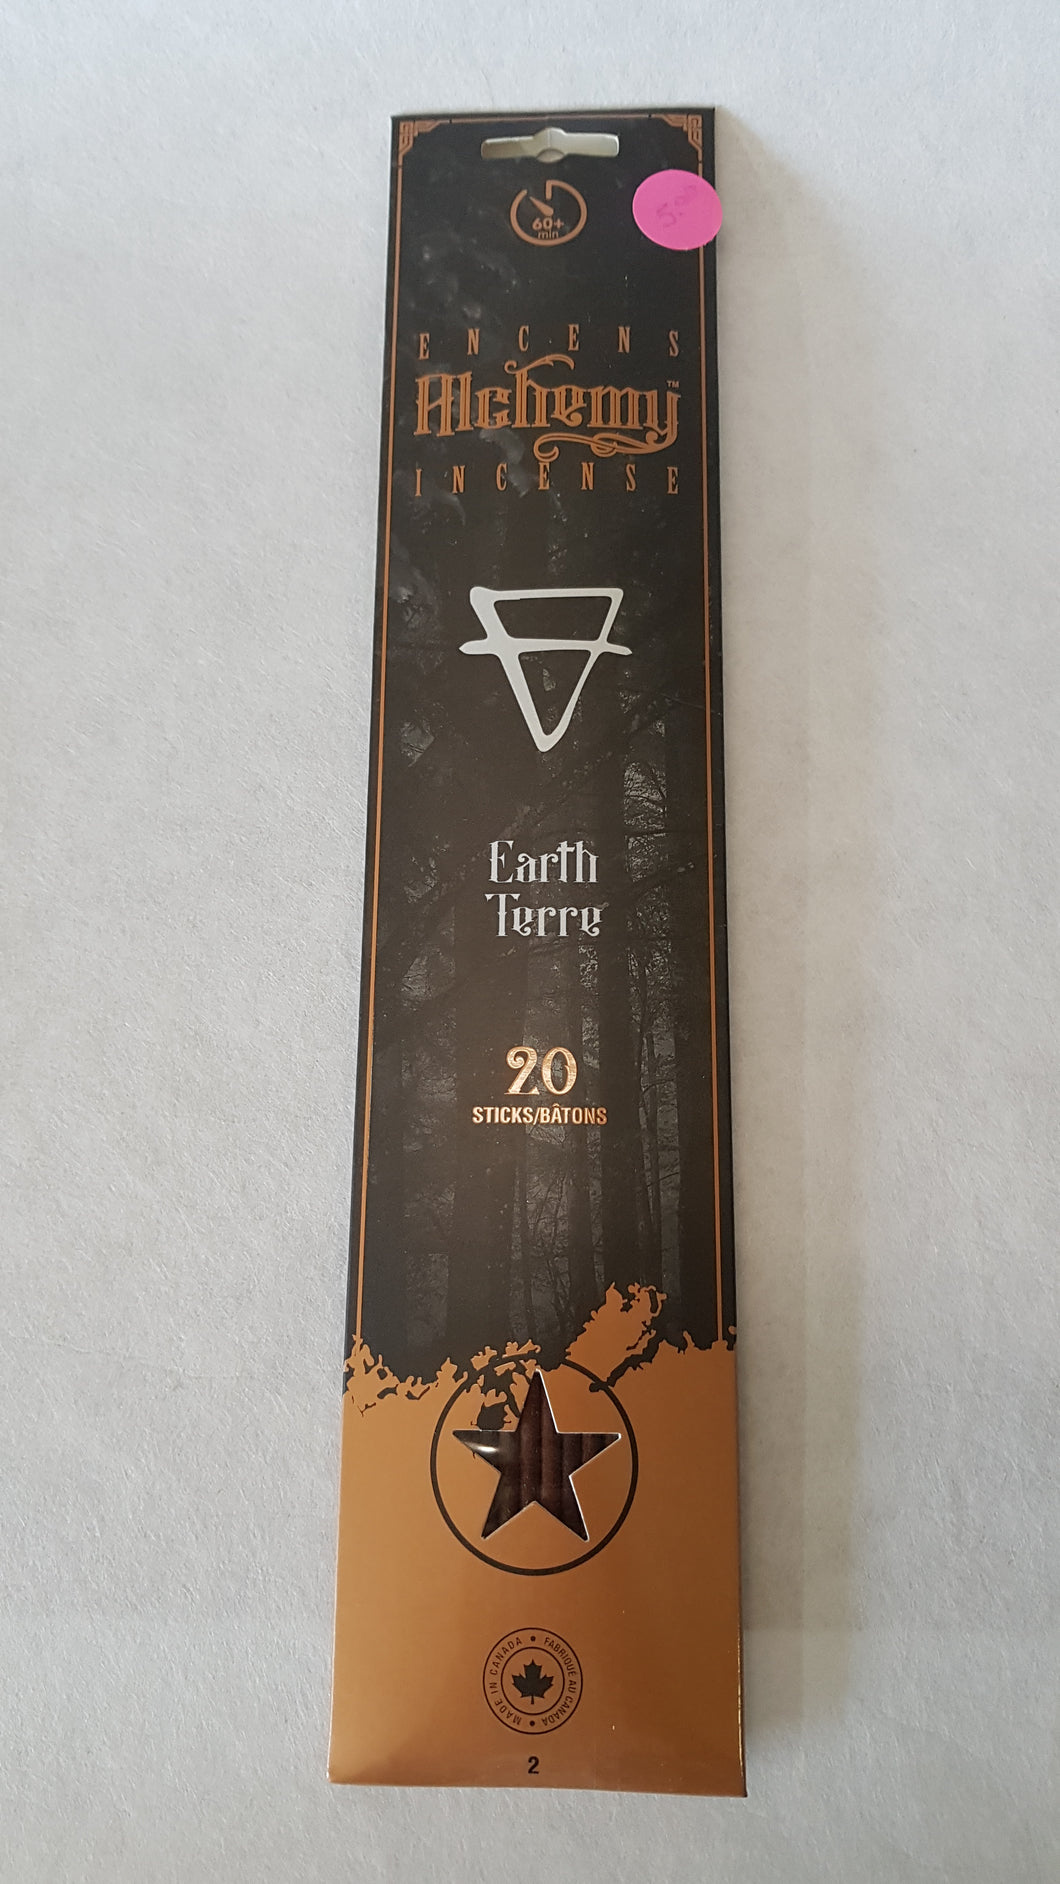 60+
min
5.00
ENCENS
Alchemy™
INCENSE
Earth
Terre
20
STICKS/BÂTONS
MADE IN CANADA • FABRIQUÉ AU CANADA •
2